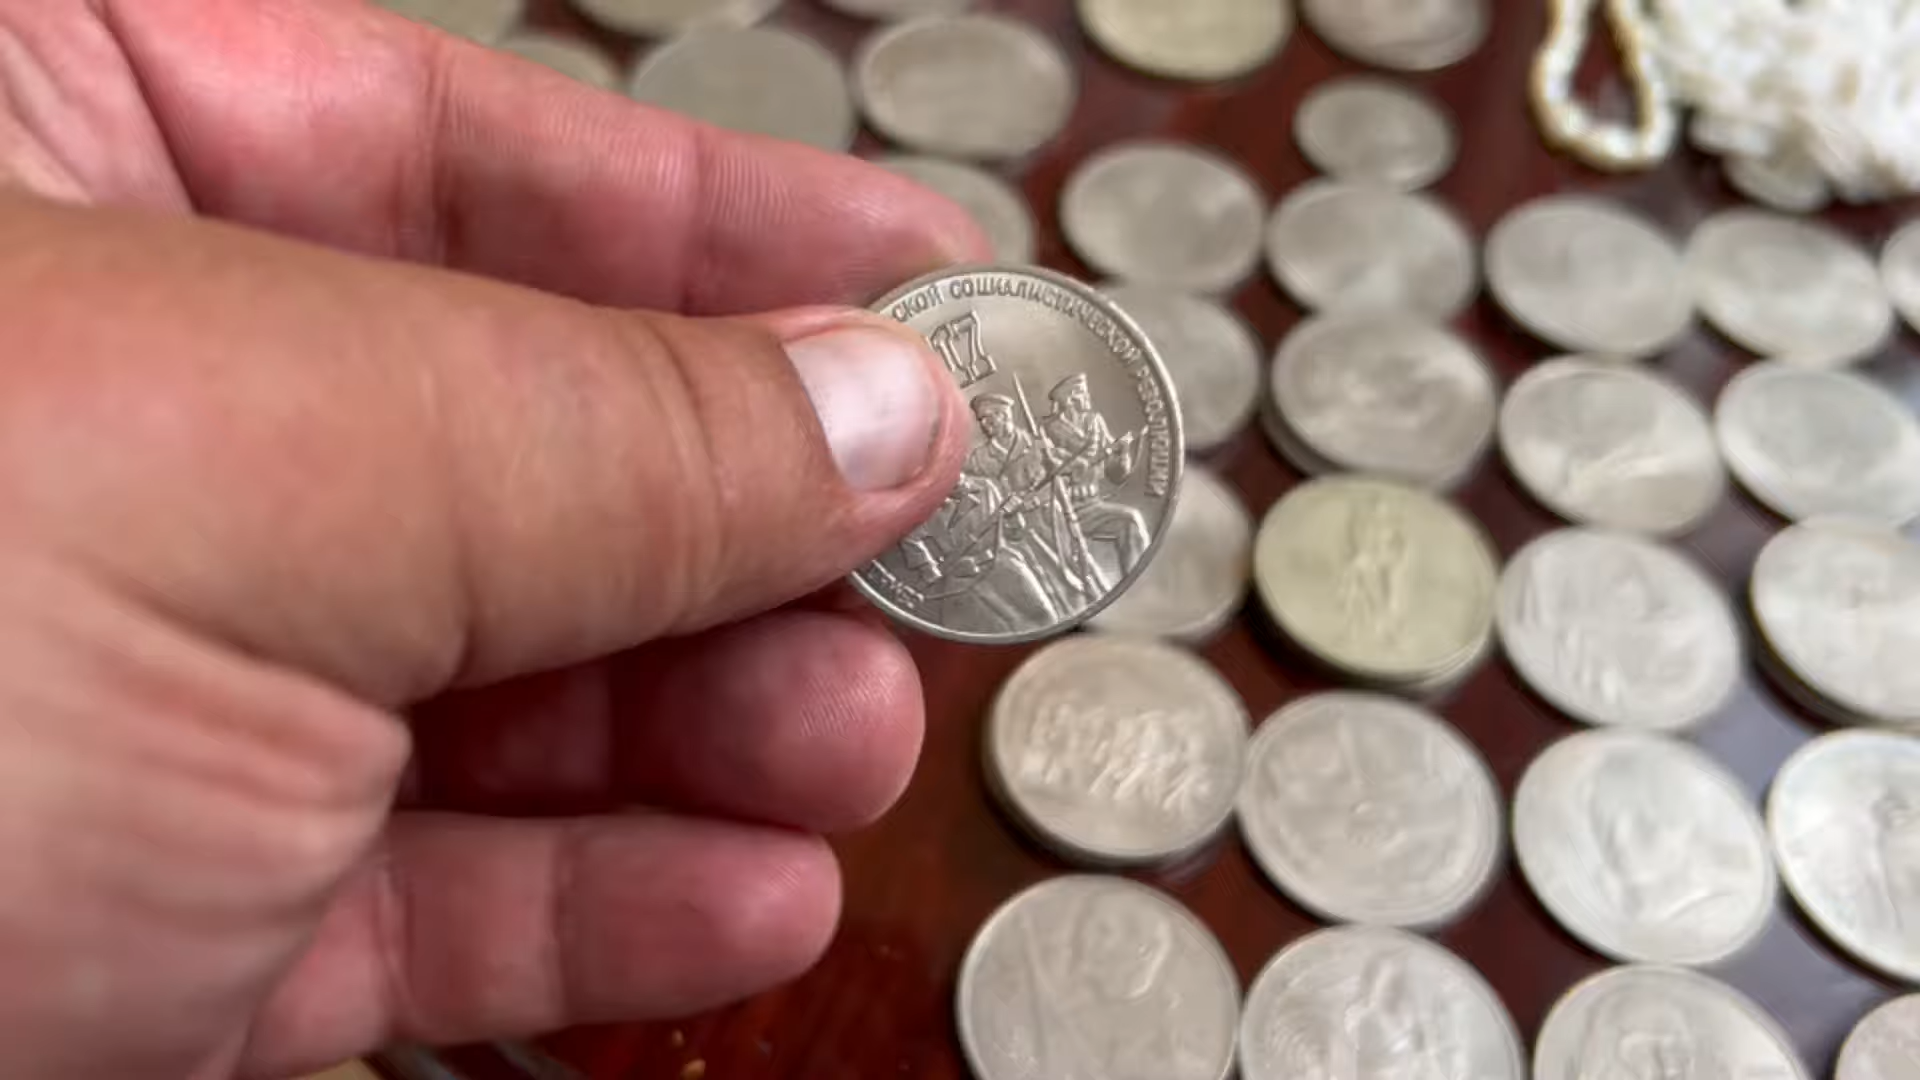 СКОЙ СОЦИАЛИСТИЧЕСКОЙ РЕВОЛЮЦИИ
17